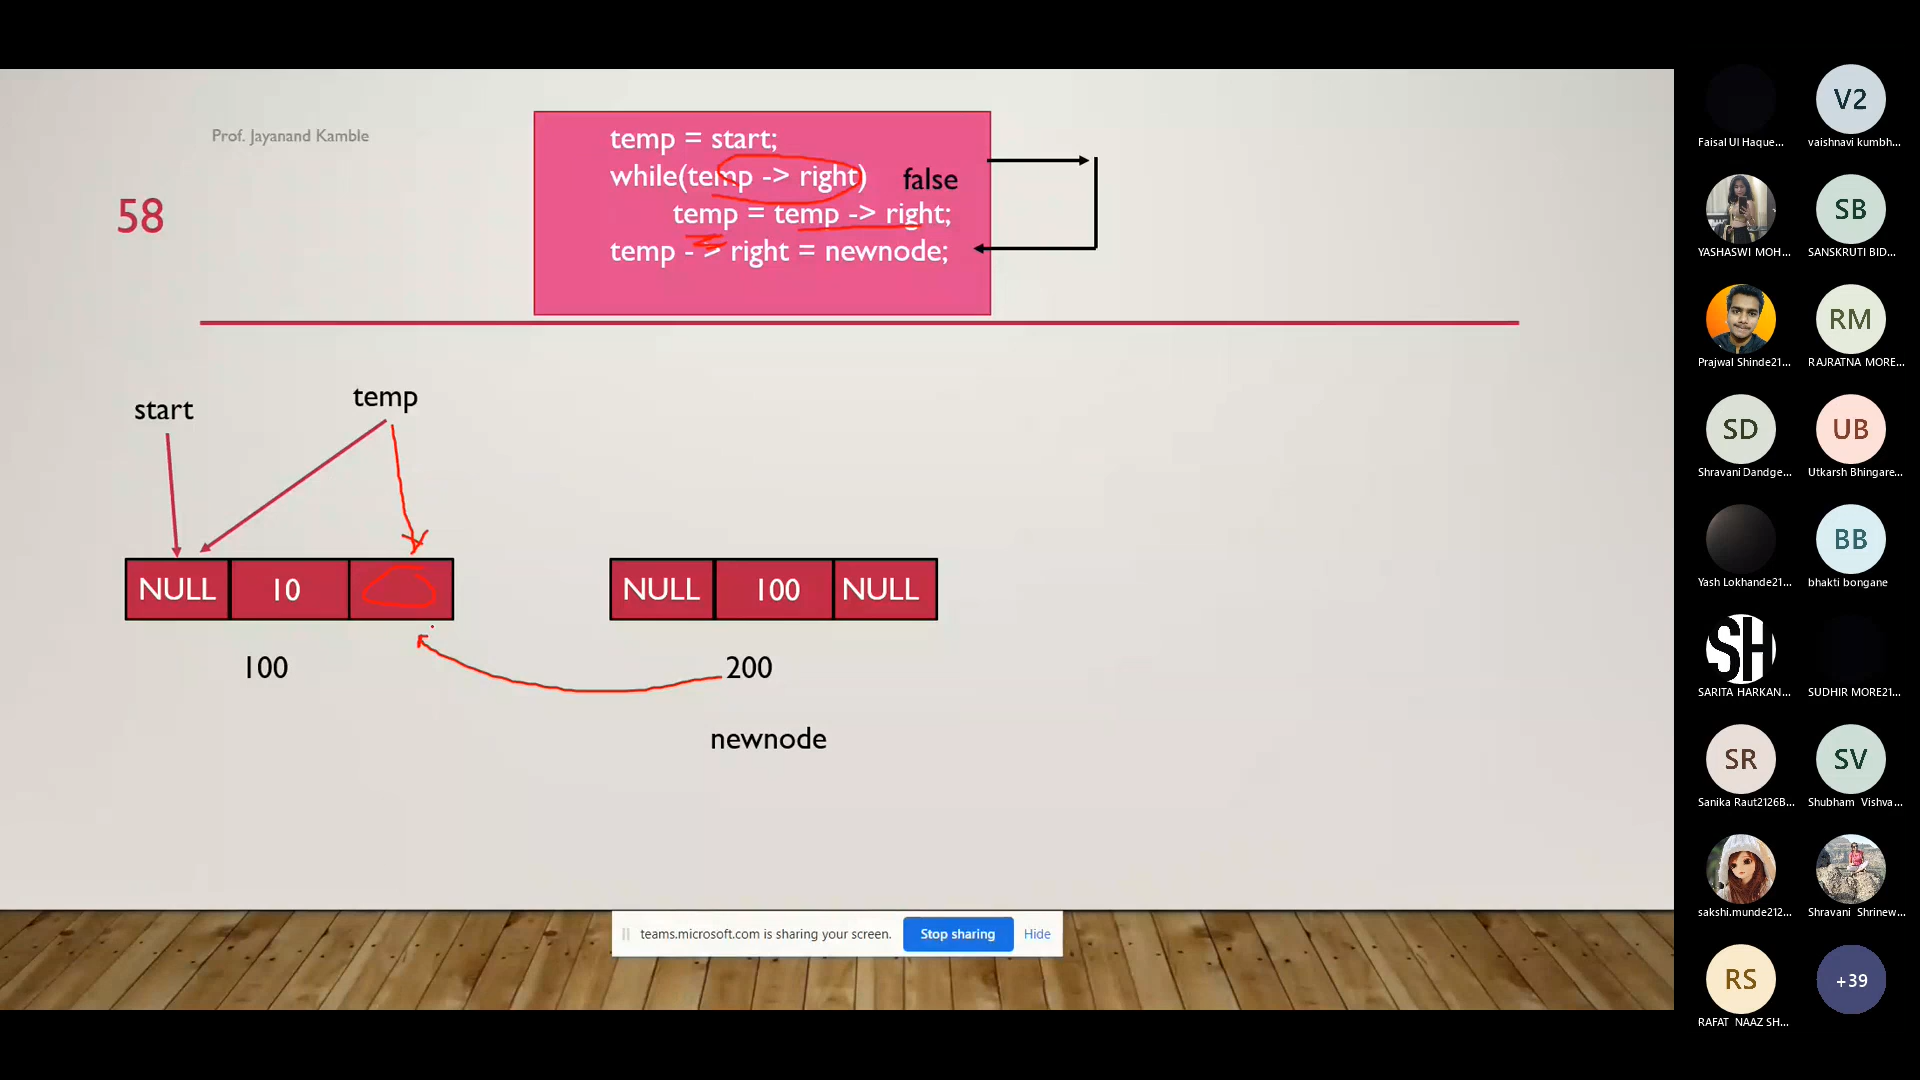 Prof. Jayanand Kamble
58
temp = start;
while(temp -> right)
false
temp = temp -> right;
temp - > right = newnode;
start
temp
NULL 10
NULL 100 NULL
100
200
newnode
teams.microsoft.com is sharing your screen. Stop sharing Hide
V2
Faisal Ul Haque... vaishnavi kumbh...
SB
YASHASWI MOH... SANSKRUTI BID...
RM
Prajwal Shinde21... RAJRATNA MORE...
SD UB
Shravani Dandge... Utkarsh Bhingare...
BB
Yash Lokhande21... bhakti bongane
SH
SARITA HARKAN... SUDHIR MORE21...
SR SV
Sanika Raut2126B... Shubham Vishva...
sakshi.munde212... Shravani Shrinew...
RS +39
RAFAT NAAZ SH...